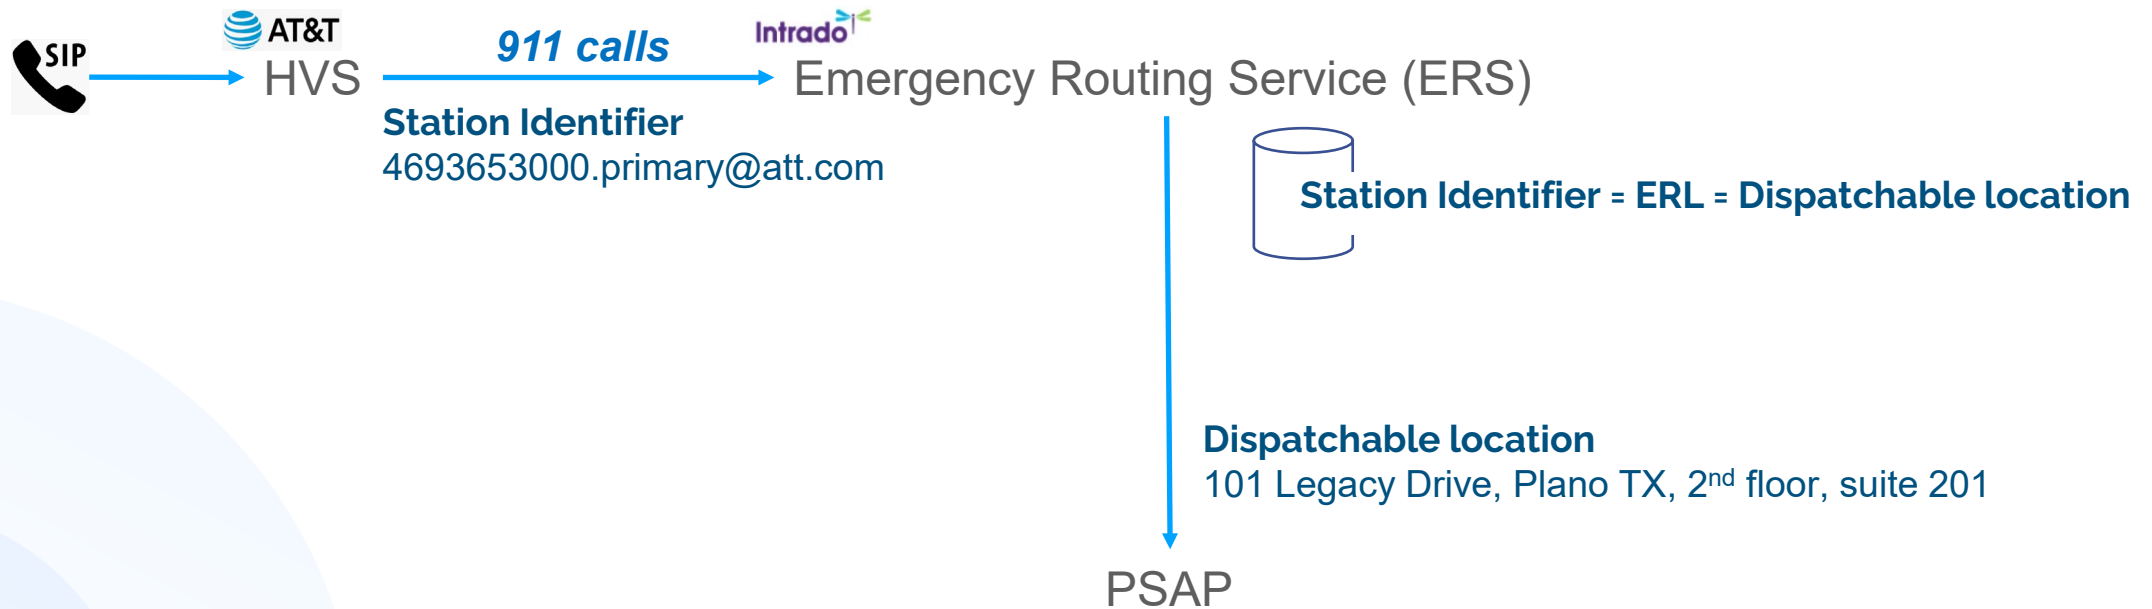 SIP
AT&T
HVS
911 calls
Intrado
Emergency Routing Service (ERS)
Station Identifier
4693653000.primary@att.com
Station Identifier = ERL = Dispatchable location
Dispatchable location
101 Legacy Drive, Plano TX, 2nd floor, suite 201
PSAP